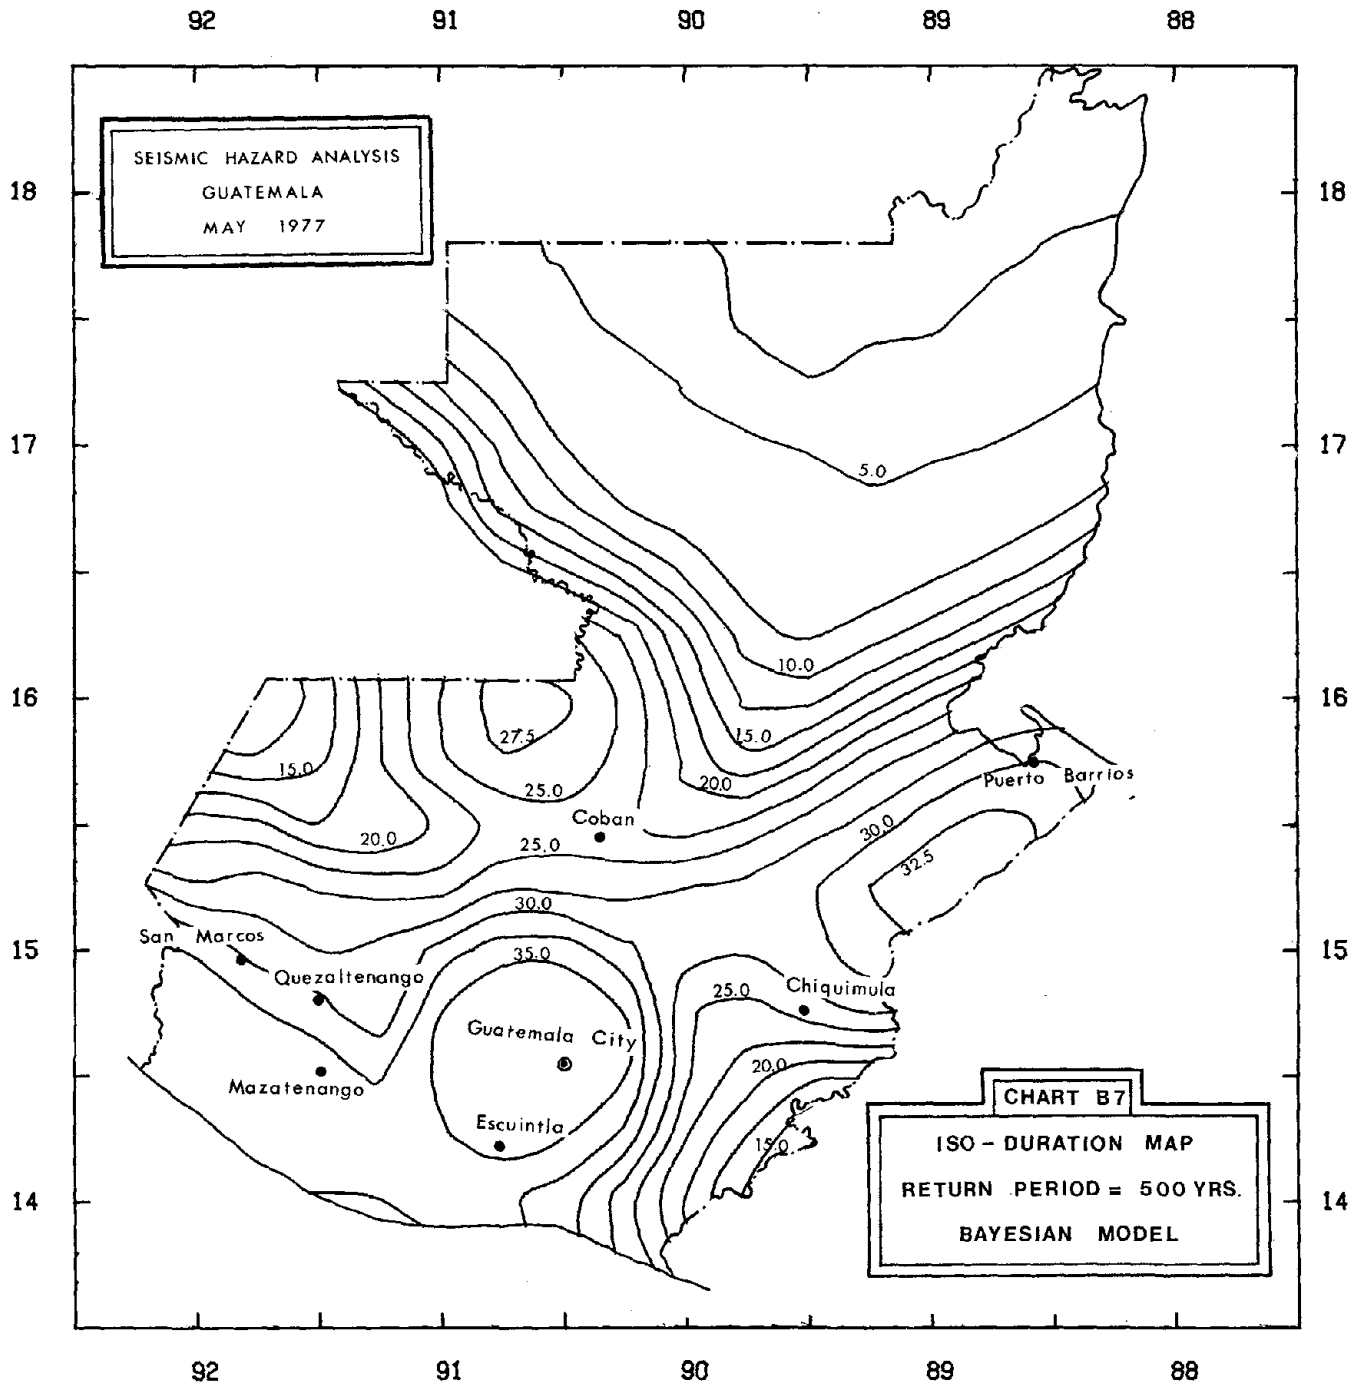 92 91 90 89 88
SEISMIC HAZARD ANALYSIS
GUATEMALA
MAY 1977
18 18
17 17
5.0
10.0
16 16
27.5
15.0
15.0
25.0
20.0
Puerto Barrios
Coban
20.0
25.0
30.0
32.5
30.0
San Marcos
15 15
35.0
Quezaltenango
25.0
Chiquimula
Guatemala City
20.0
Mazatenango
Escuintla
15.0
CHART B7
ISO-DURATION MAP
RETURN PERIOD = 500 YRS.
BAYESIAN MODEL
14 14
92 91 90 89 88